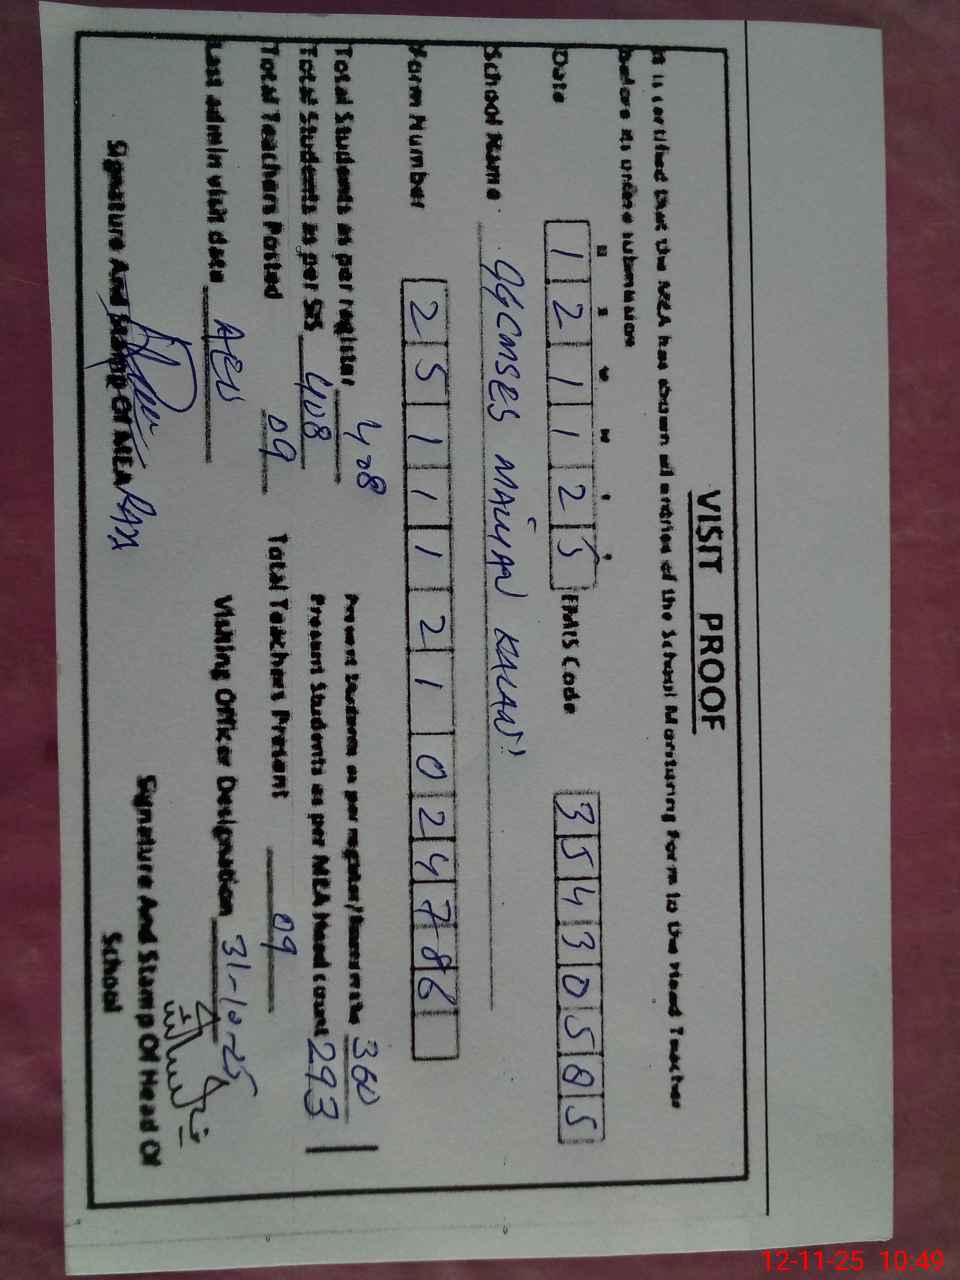 VISIT PROOF
It is certified that the MEA has shown all entries of the School Monitoring Form to the Head Teacher
before its online submission
Date 1 2 1 1 2 5 EMIS Code 3 5 4 3 0 5 0 5
School Name GGCMSES MALIYAN KALAN
Form Number 2 5 1 1 1 2 1 0 2 4 7 8 6
Total Students as per register 408 Present Students as per register/ 360
Total Students as per SIS 408 Present Students as per MEA Head count 293
Total Teachers Posted 09 Total Teachers Present 09
Last admin visit date AEO Visiting Officer Designation 31-10-25
Signature And Stamp Of MEA Signature And Stamp Of Head Of
School
12-11-25 10:49